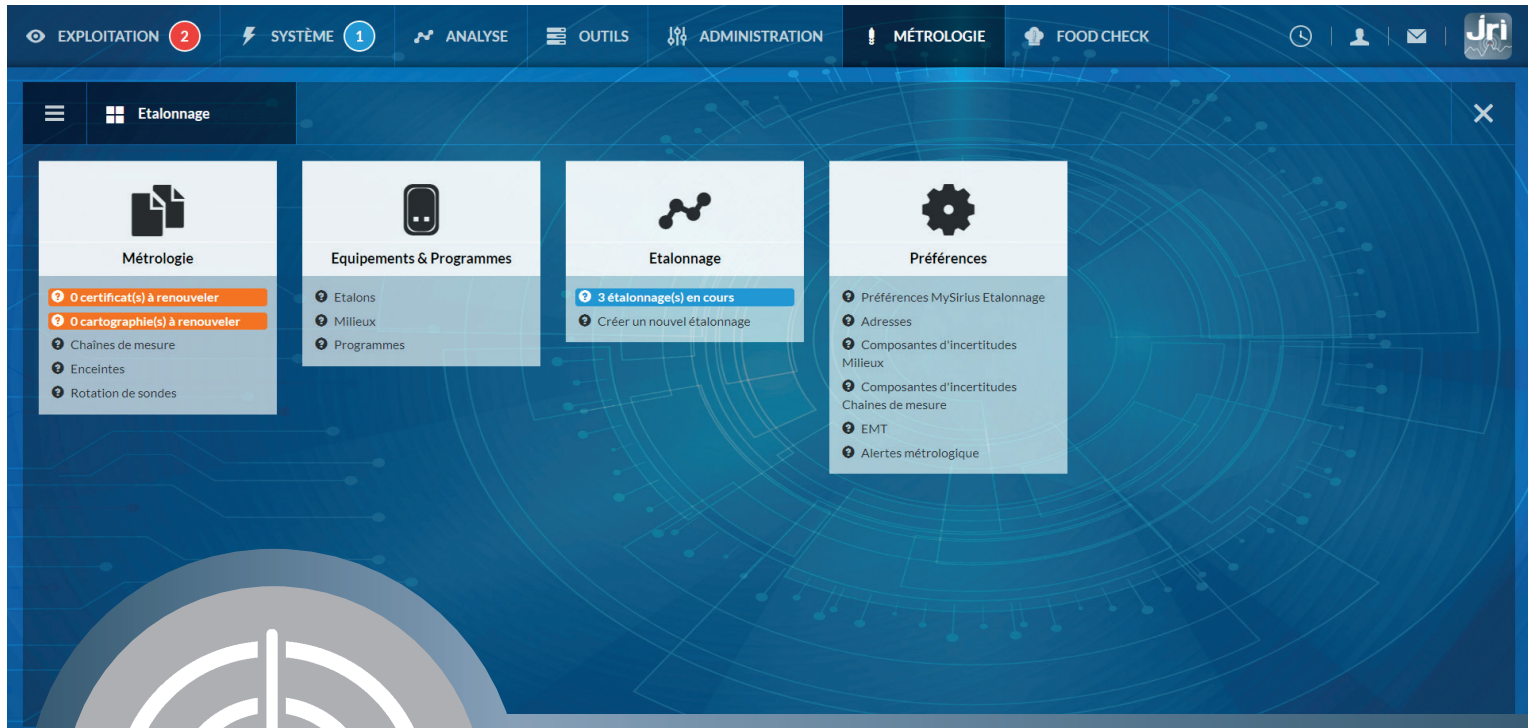 EXPLOITATION 2 SYSTÈME 1 ANALYSE OUTILS ADMINISTRATION MÉTROLOGIE FOOD CHECK Jri
Etalonnage
Métrologie
0 certificat(s) à renouveler
0 cartographie(s) à renouveler
Chaînes de mesure
Enceintes
Rotation de sondes
Equipements & Programmes
Etalons
Milieux
Programmes
Etalonnage
3 étalonnage(s) en cours
Créer un nouvel étalonnage
Préférences
Préférences MySirius Etalonnage
Adresses
Composantes d'incertitudes
Milieux
Composantes d'incertitudes
Chaines de mesure
EMT
Alertes métrologique